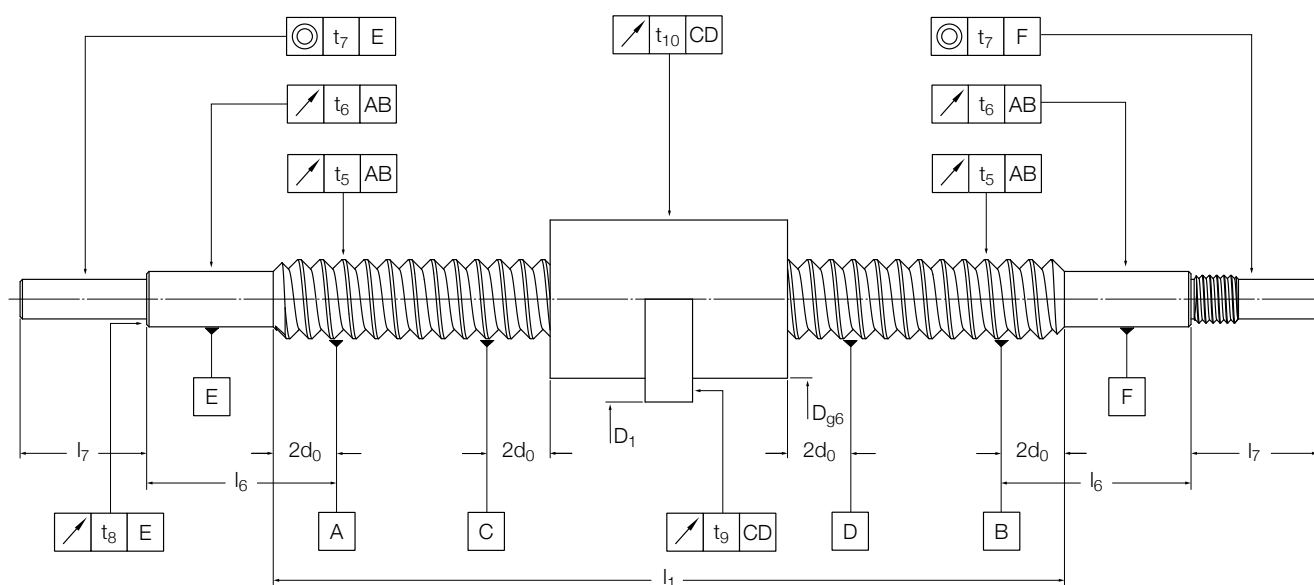 ◎ t₇ E
↗ t₁₀ CD
◎ t₇ F
↗ t₆ AB
↗ t₆ AB
↗ t₅ AB
↗ t₅ AB
E
F
D₁
Dg₆
l₇
2d₀
2d₀
2d₀
2d₀
l₇
l₆
l₆
↗ t₈ E
A
C
↗ t₉ CD
D
B
l₁